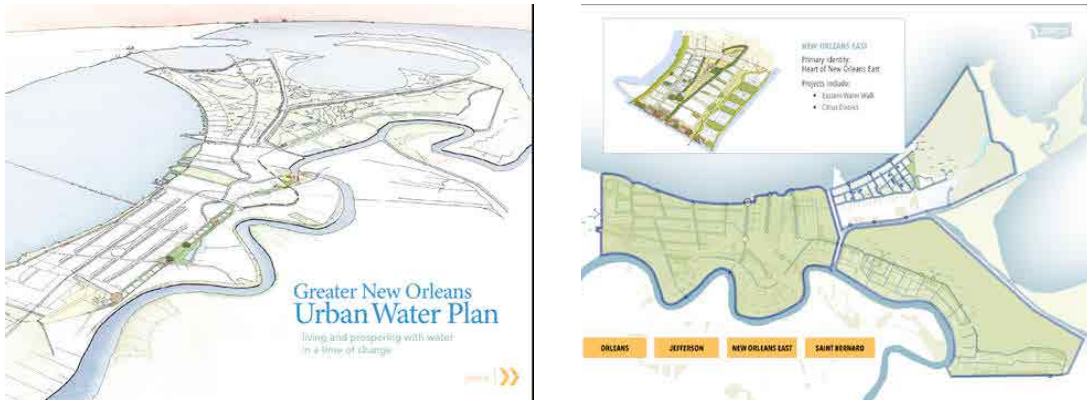 Greater New Orleans
Urban Water Plan
living and prospering with water
in a time of change
NEW ORLEANS EAST
Primary identity:
Heart of New Orleans East
Projects include:
• Eastern Water Walk
• Citrus District
ORLEANS
JEFFERSON
NEW ORLEANS EAST
SAINT BERNARD